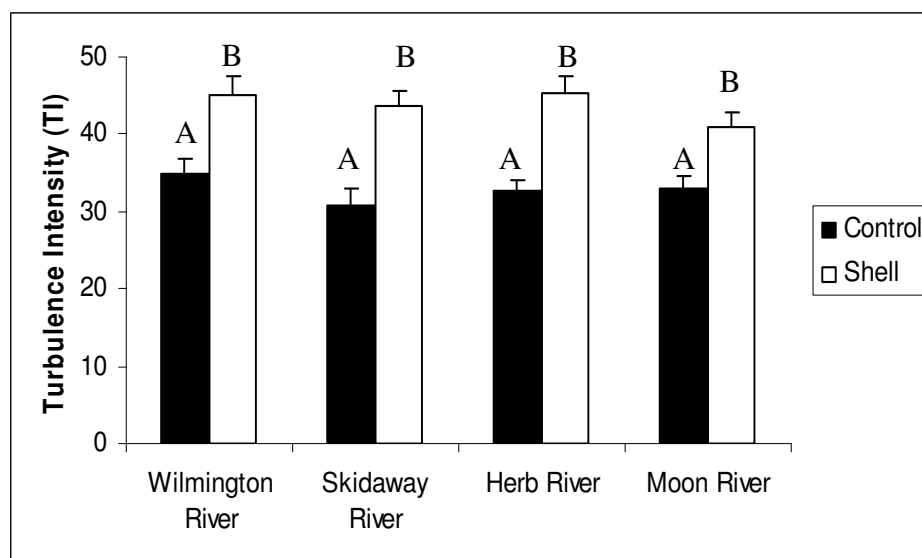 Turbulence Intensity (TI)
50
40
30
20
10
0
A
B
A
B
A
B
A
B
Wilmington
River
Skidaway
River
Herb River
Moon River
Control
Shell